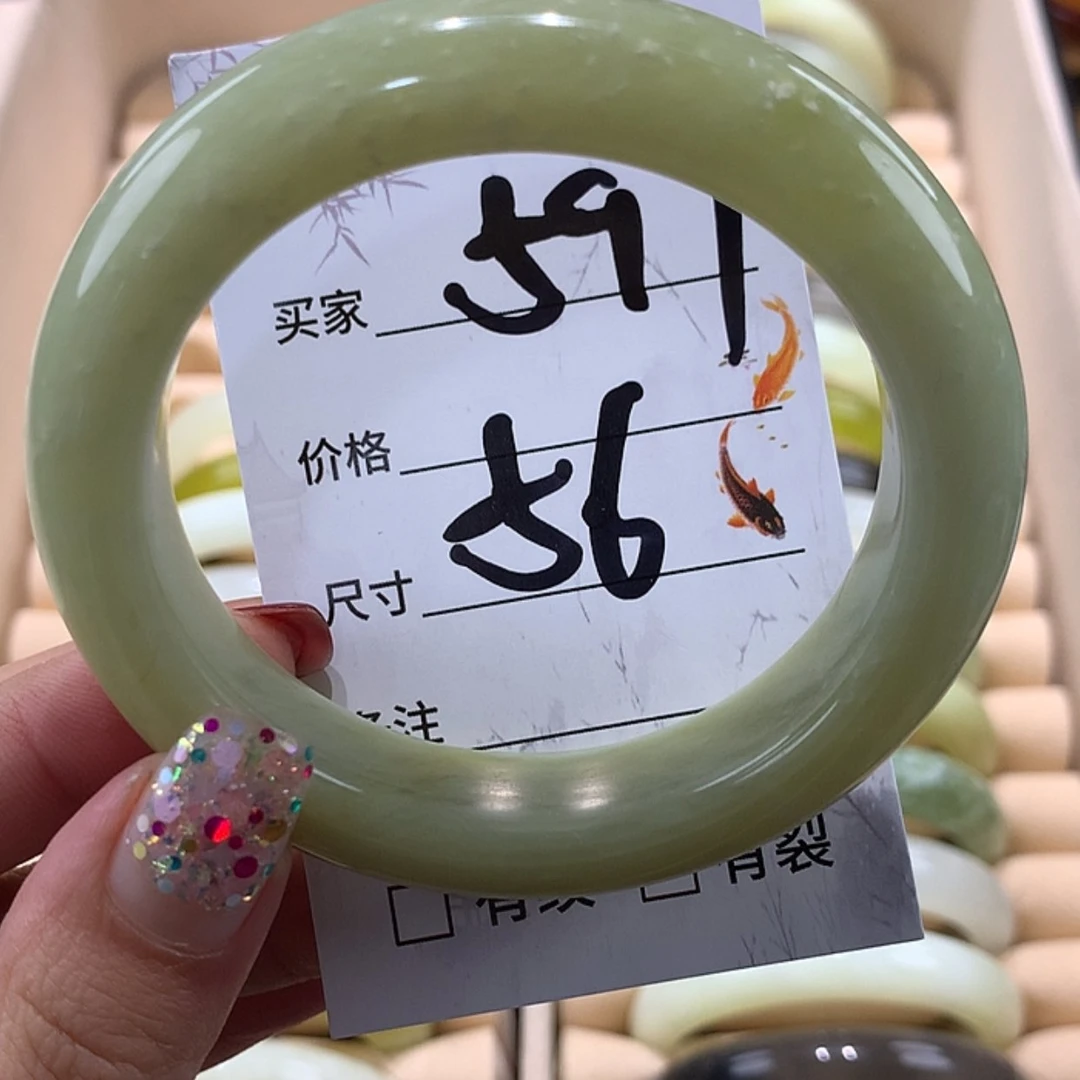 买家 591
价格
尺寸 56
注
有裂